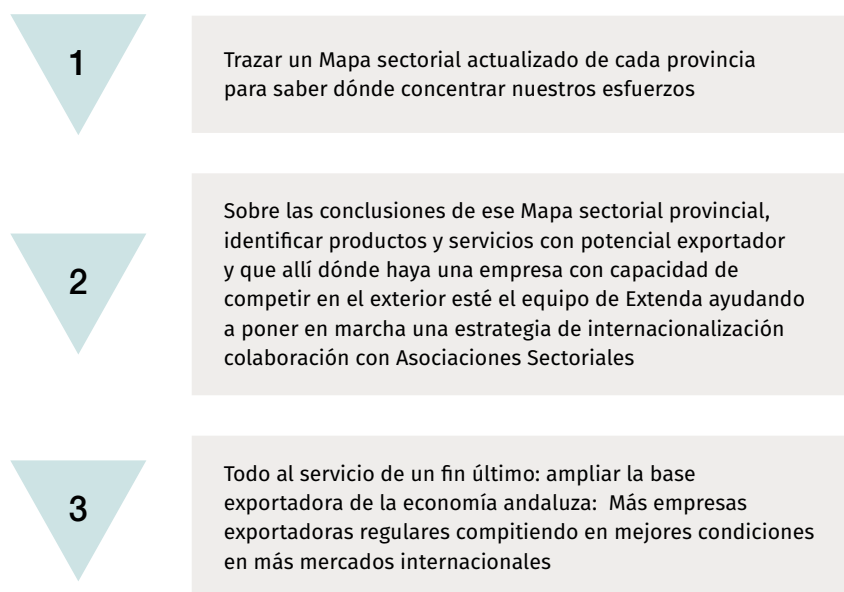 1
Trazar un Mapa sectorial actualizado de cada provincia
para saber dónde concentrar nuestros esfuerzos
2
Sobre las conclusiones de ese Mapa sectorial provincial,
identificar productos y servicios con potencial exportador
y que allí dónde haya una empresa con capacidad de
competir en el exterior esté el equipo de Extenda ayudando
a poner en marcha una estrategia de internacionalización
colaboración con Asociaciones Sectoriales
3
Todo al servicio de un fin último: ampliar la base
exportadora de la economía andaluza:  Más empresas
exportadoras regulares compitiendo en mejores condiciones
en más mercados internacionales